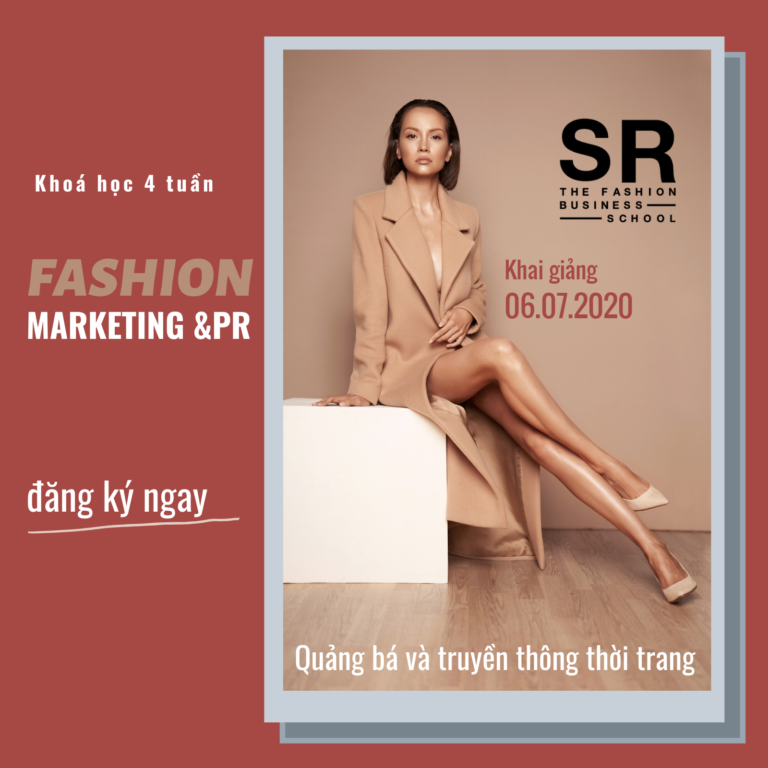 Khoá học 4 tuần
FASHION
MARKETING &PR
đăng ký ngay
SR
THE FASHION
BUSINESS
SCHOOL
Khai giảng
06.07.2020
Quảng bá và truyền thông thời trang